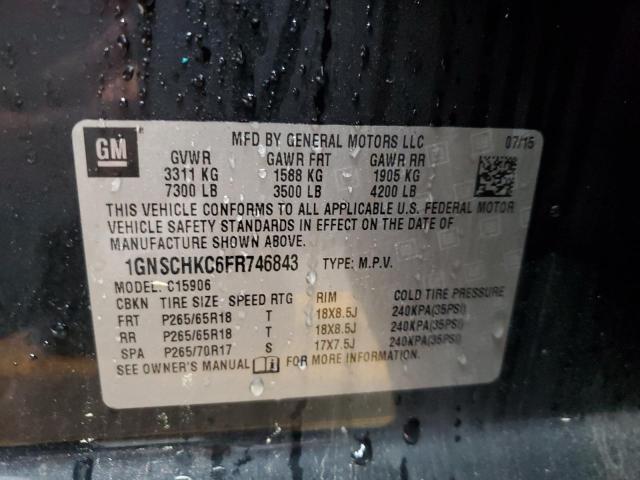 GM
MFD BY GENERAL MOTORS LLC 07/15
GVWR GAWR FRT GAWR RR
3311 KG 1588 KG 1905 KG
7300 LB 3500 LB 4200 LB
THIS VEHICLE CONFORMS TO ALL APPLICABLE U.S. FEDERAL MOTOR
VEHICLE SAFETY STANDARDS IN EFFECT ON THE DATE OF
MANUFACTURE SHOWN ABOVE.
1GNSCHKC6FR746843 TYPE: M.P.V.
MODEL: C15906
CBKN TIRE SIZE SPEED RTG RIM COLD TIRE PRESSURE
FRT P265/65R18 T 18X8.5J 240KPA(35PSI)
RR P265/65R18 T 18X8.5J 240KPA(35PSI)
SPA P265/70R17 S 17X7.5J 240KPA(35PSI)
SEE OWNER'S MANUAL FOR MORE INFORMATION.